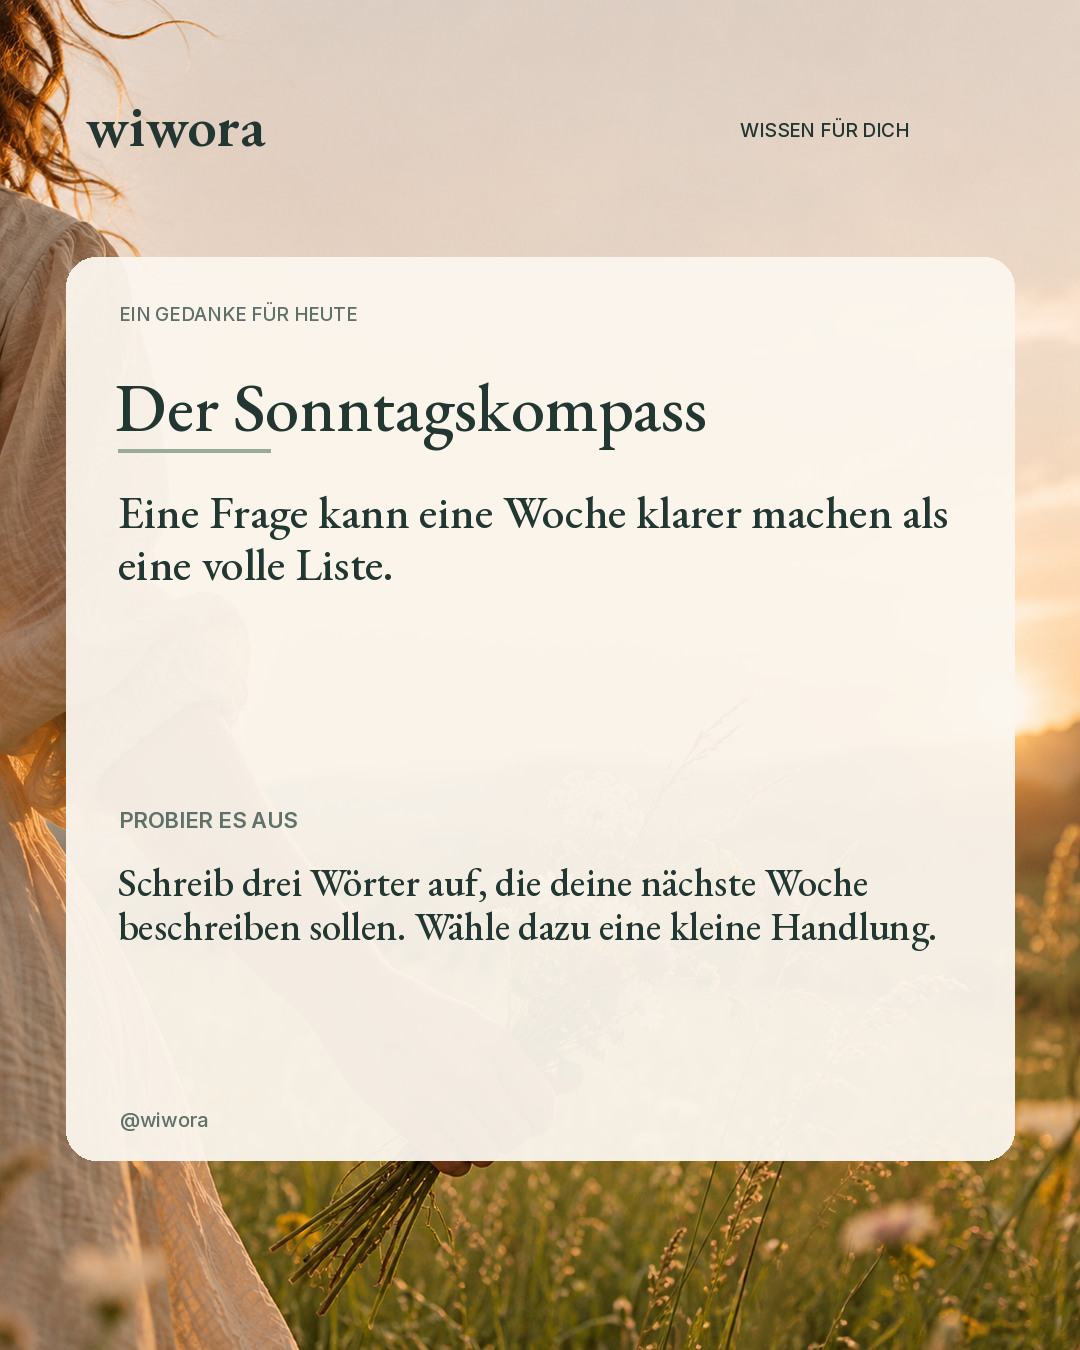 wiwora
WISSEN FÜR DICH
EIN GEDANKE FÜR HEUTE
Der Sonntagskompass
Eine Frage kann eine Woche klarer machen als
eine volle Liste.
PROBIER ES AUS
Schreib drei Wörter auf, die deine nächste Woche
beschreiben sollen. Wähle dazu eine kleine Handlung.
@wiwora